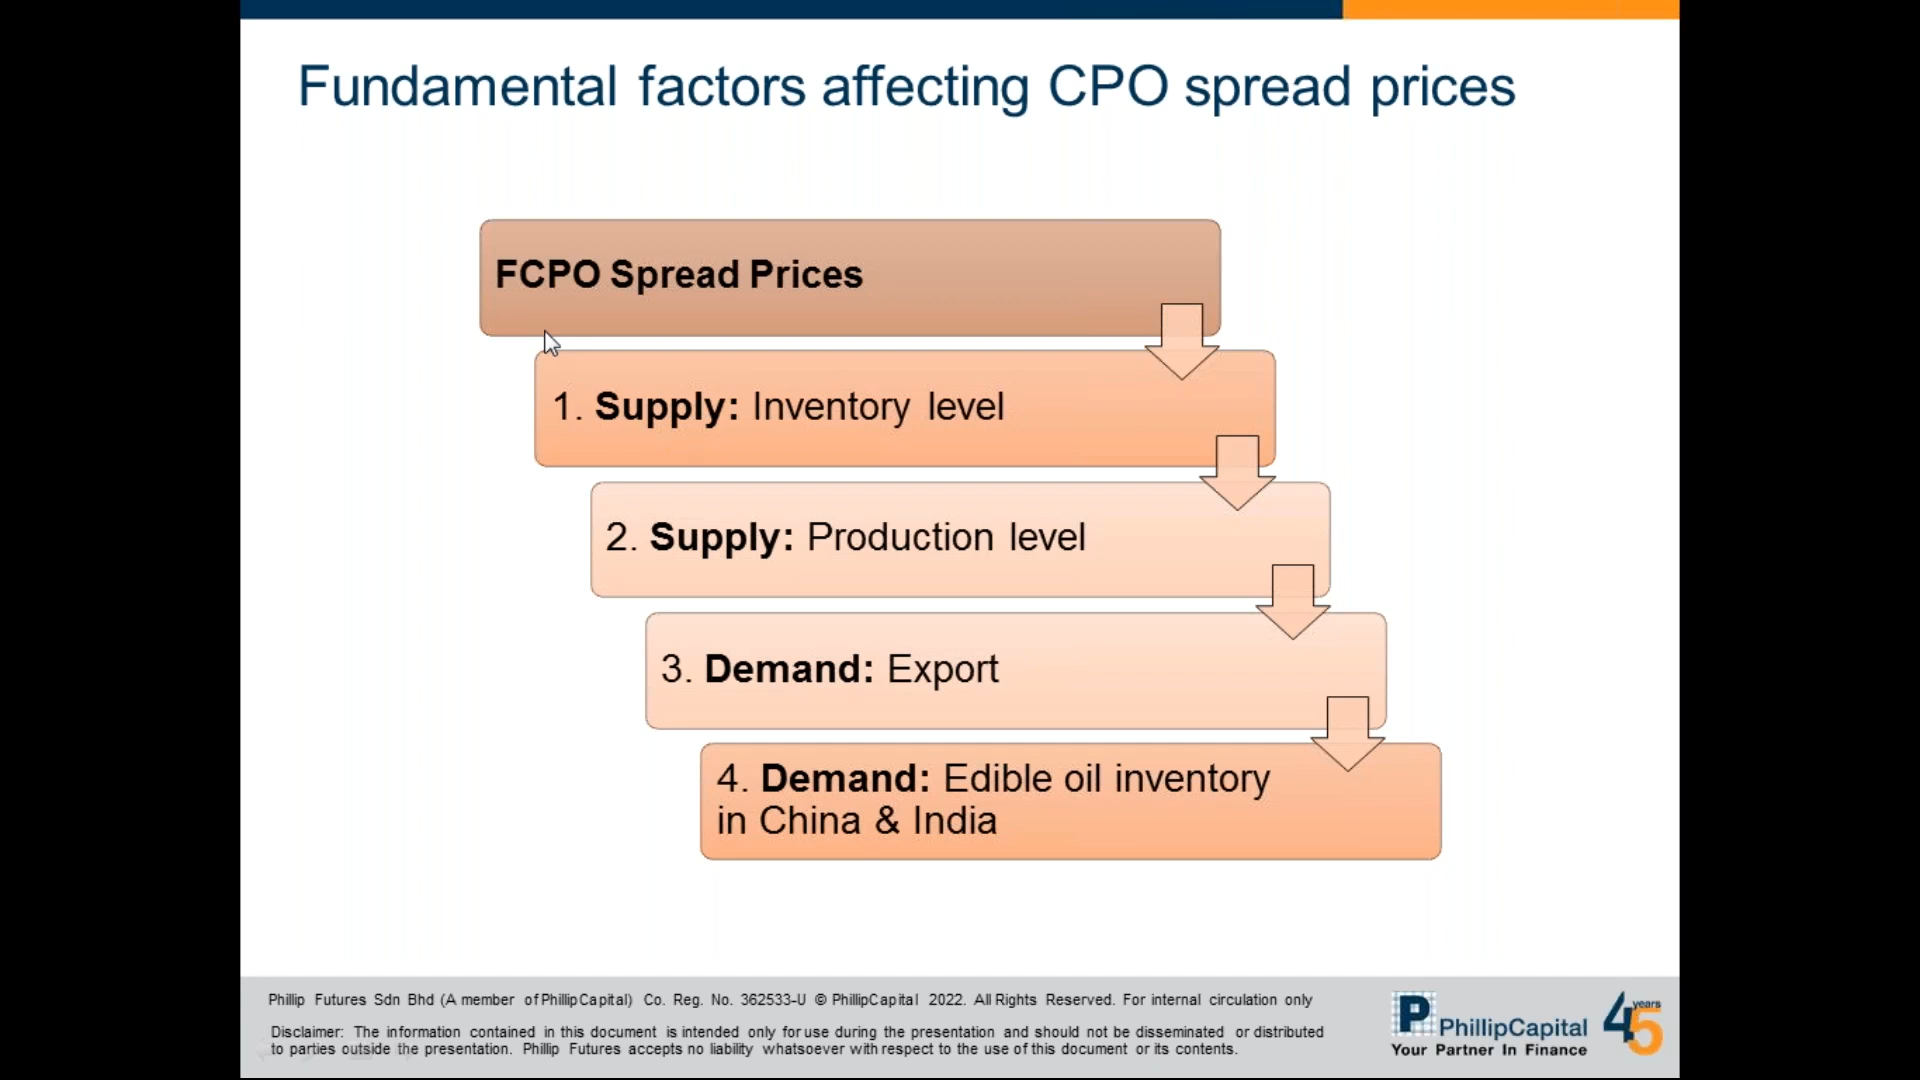 Fundamental factors affecting CPO spread prices
FCPO Spread Prices
1. Supply: Inventory level
2. Supply: Production level
3. Demand: Export
4. Demand: Edible oil inventory
in China & India
Phillip Futures Sdn Bhd (A member of PhillipCapital) Co. Reg. No. 362533-U © PhillipCapital 2022. All Rights Reserved. For internal circulation only
Disclaimer: The information contained in this document is intended only for use during the presentation and should not be disseminated or distributed
to parties outside the presentation. Phillip Futures accepts no liability whatsoever with respect to the use of this document or its contents.
P PhillipCapital
Your Partner In Finance
45 years